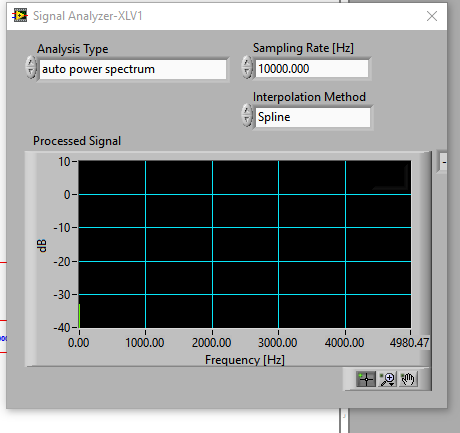 Signal Analyzer-XLV1
Analysis Type
auto power spectrum
Sampling Rate [Hz]
10000.000
Interpolation Method
Spline
Processed Signal
10
0
-10
-20
-30
-40
dB
0.00 1000.00 2000.00 3000.00 4000.00 4980.47
Frequency [Hz]